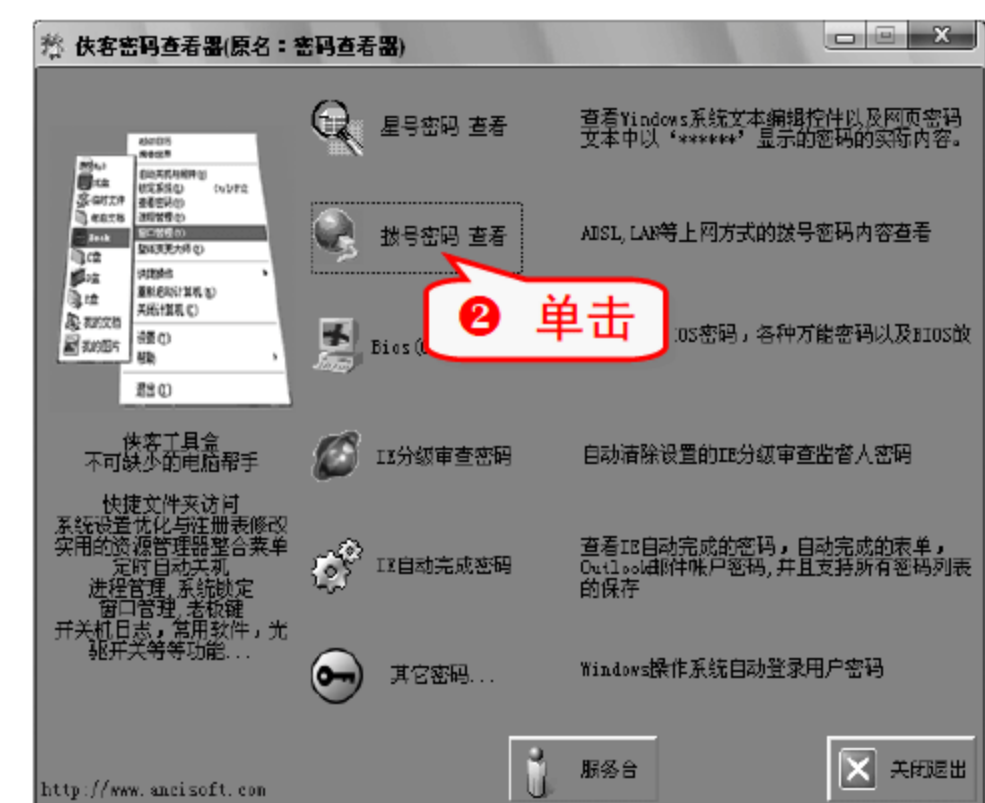 侠客密码查看器(原名：密码查看器)
星号密码 查看
查看Windows系统文本编辑控件以及网页密码
文本中以‘******’显示的密码的实际内容。
拨号密码 查看
ADSL,LAN等上网方式的拨号密码内容查看
❷ 单击
Bios(
IOS密码，各种万能密码以及BIOS放
IE分级审查密码
自动清除设置的IE分级审查监督人密码
IE自动完成密码
查看IE自动完成的密码，自动完成的表单，
Outlook邮件帐户密码,并且支持所有密码列表
的保存
其它密码...
Windows操作系统自动登录用户密码
侠客工具盒
不可缺少的电脑帮手
快捷文件夹访问
系统设置优化与注册表修改
实用的资源管理器整合菜单
定时自动关机
进程管理,系统锁定
窗口管理,老板键
开关机日志，常用软件，光
驱开关等等功能...
http://www.ancisoft.com
服务台
关闭退出